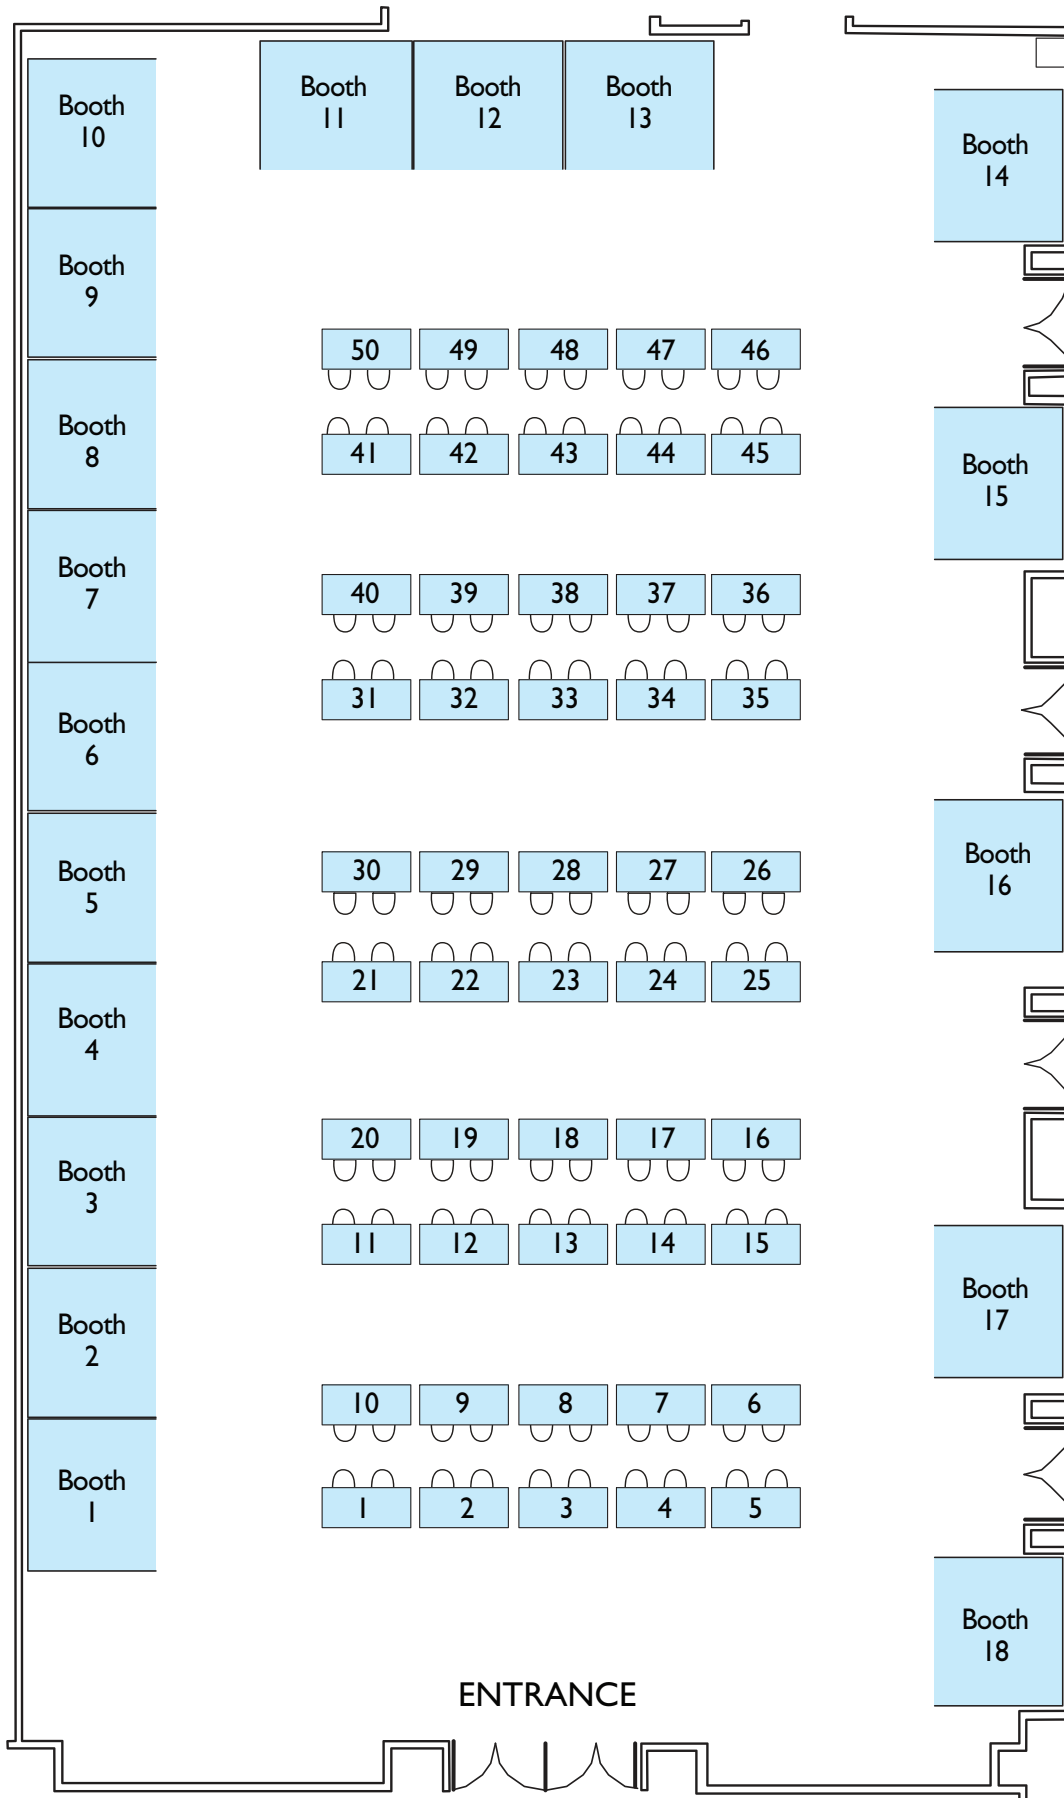 Booth
11
Booth
12
Booth
13
Booth
10
Booth
14
Booth
9
50 49 48 47 46
Booth
8
41 42 43 44 45
Booth
15
Booth
7
40 39 38 37 36
31 32 33 34 35
Booth
6
30 29 28 27 26
Booth
5
Booth
16
21 22 23 24 25
Booth
4
20 19 18 17 16
Booth
3
11 12 13 14 15
Booth
17
Booth
2
10 9 8 7 6
Booth
1
1 2 3 4 5
Booth
18
ENTRANCE